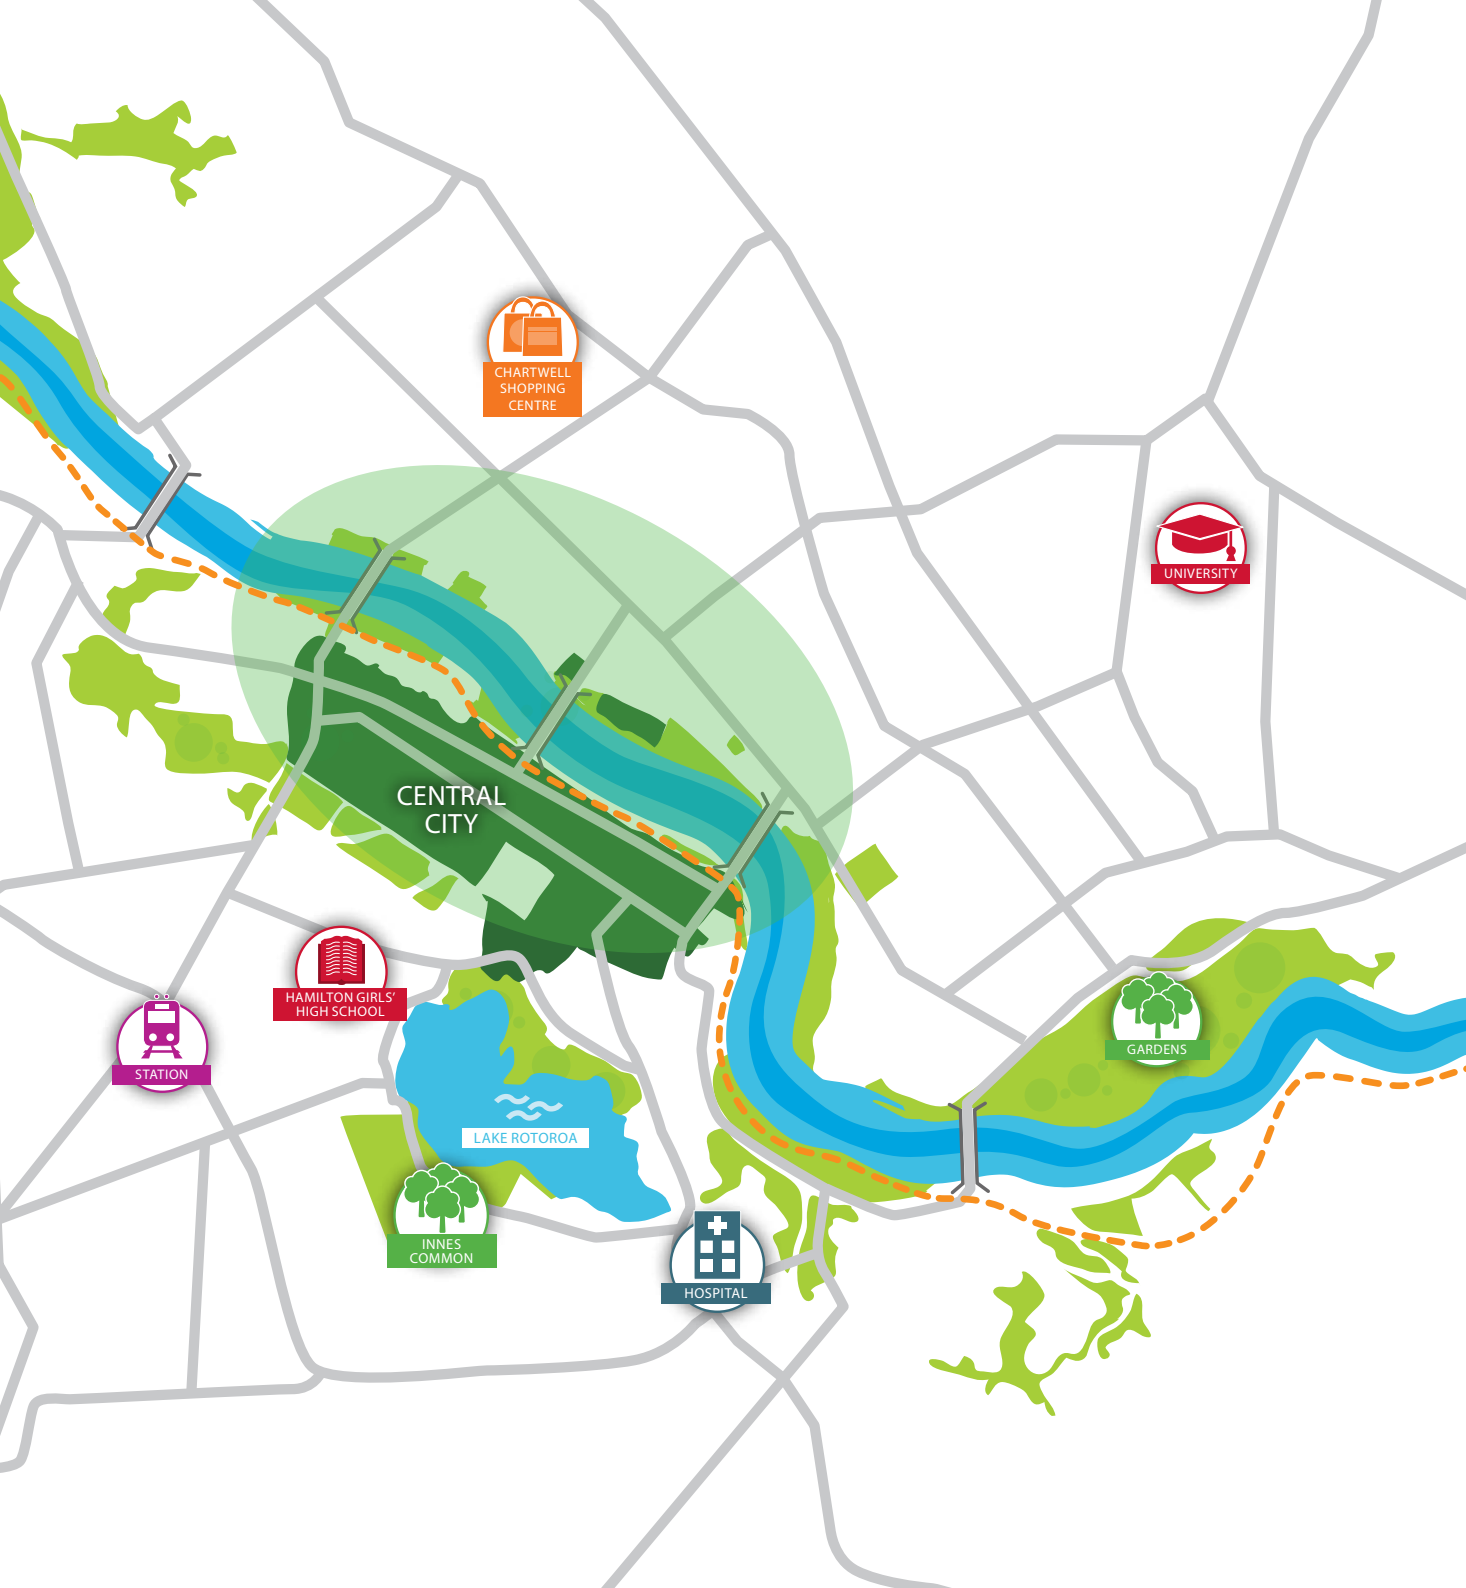 CHARTWELL
SHOPPING
CENTRE
UNIVERSITY
CENTRAL
CITY
HAMILTON GIRLS'
HIGH SCHOOL
STATION
GARDENS
LAKE ROTOROA
INNES
COMMON
HOSPITAL